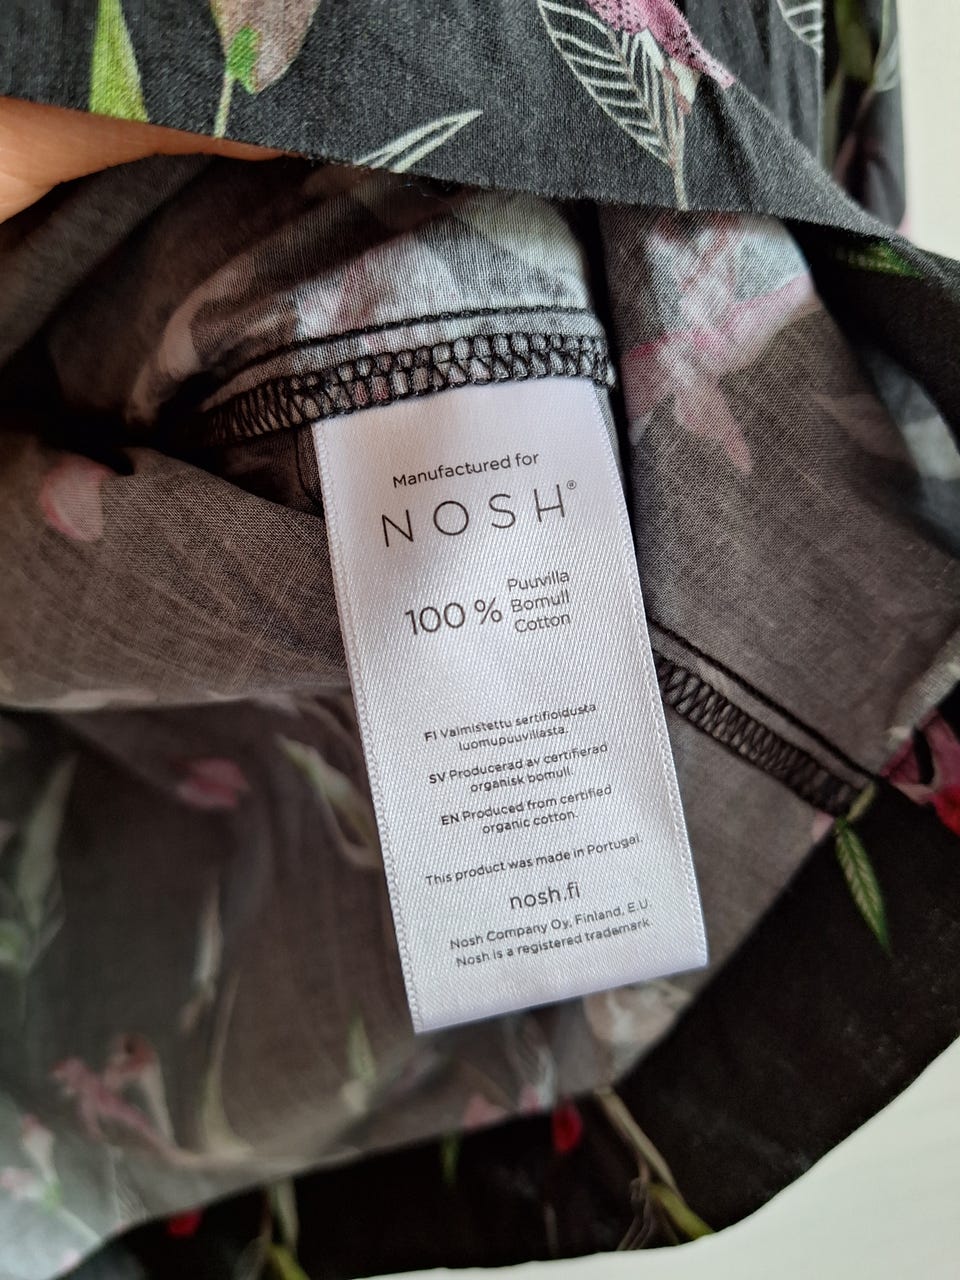 Manufactured for
NOSH®
100 % Puuvilla
Bomull
Cotton
FI Valmistettu sertifioidusta
luomupuuvillasta.
SV Producerad av certifierad
organisk bomull.
EN Produced from certified
organic cotton.
This product was made in Portugal.
nosh.fi
Nosh Company Oy, Finland, E.U.
Nosh is a registered trademark.